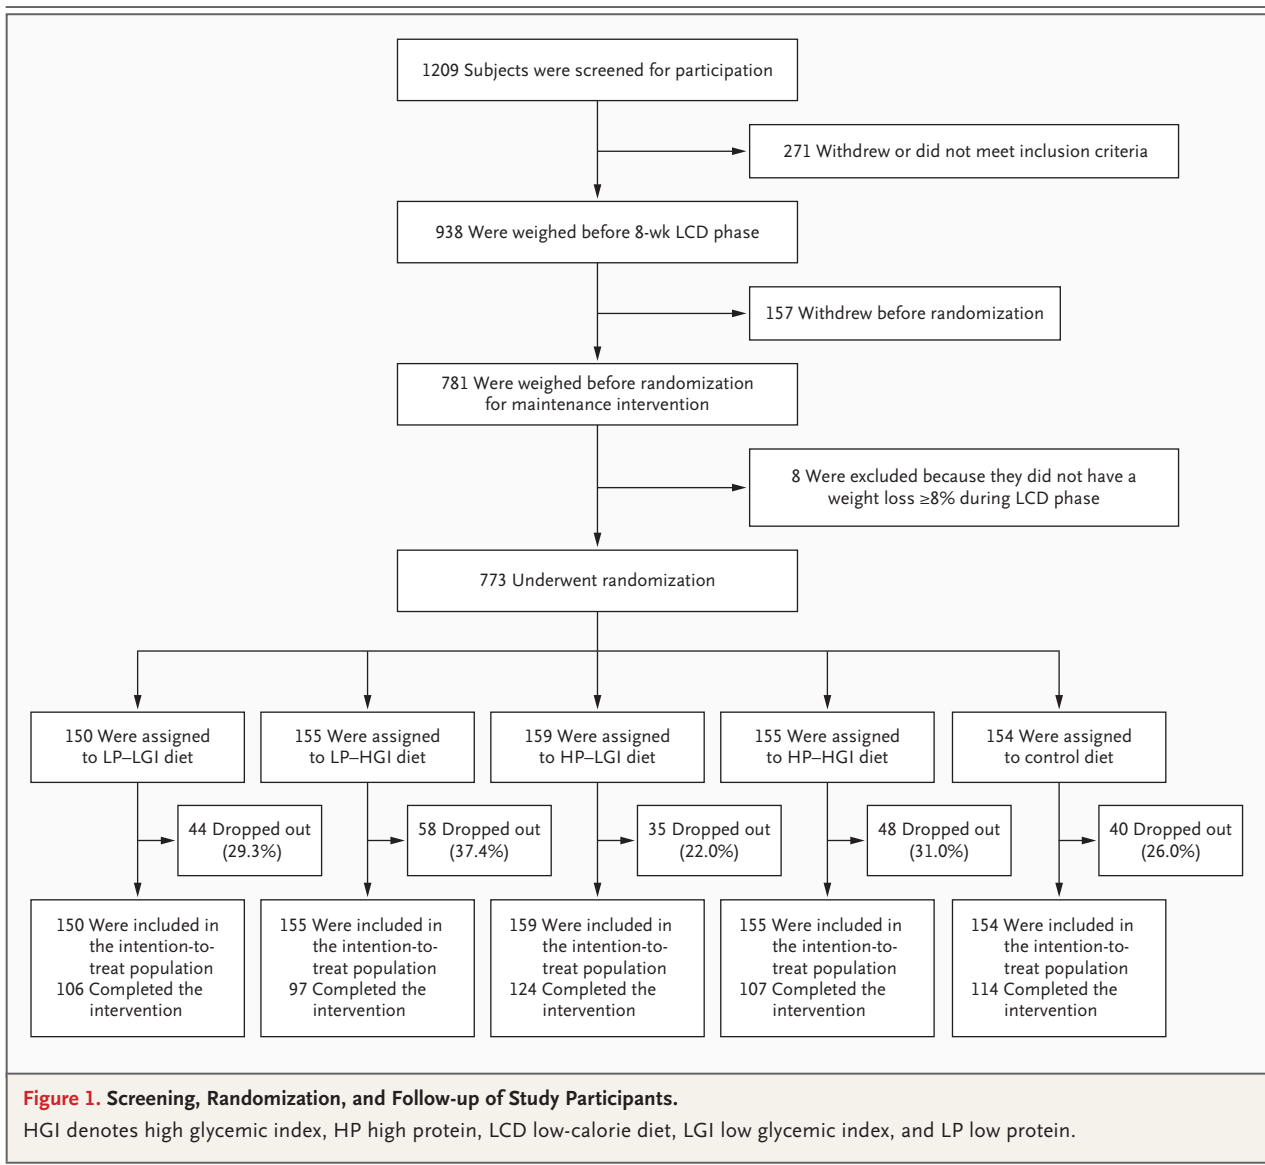 1209 Subjects were screened for participation
271 Withdrew or did not meet inclusion criteria
938 Were weighed before 8-wk LCD phase
157 Withdrew before randomization
781 Were weighed before randomization
for maintenance intervention
8 Were excluded because they did not have a
weight loss ≥8% during LCD phase
773 Underwent randomization
150 Were assigned
to LP–LGI diet
155 Were assigned
to LP–HGI diet
159 Were assigned
to HP–LGI diet
155 Were assigned
to HP–HGI diet
154 Were assigned
to control diet
44 Dropped out
(29.3%)
58 Dropped out
(37.4%)
35 Dropped out
(22.0%)
48 Dropped out
(31.0%)
40 Dropped out
(26.0%)
150 Were included in
the intention-to-
treat population
106 Completed the
intervention
155 Were included in
the intention-to-
treat population
97 Completed the
intervention
159 Were included in
the intention-to-
treat population
124 Completed the
intervention
155 Were included in
the intention-to-
treat population
107 Completed the
intervention
154 Were included in
the intention-to-
treat population
114 Completed the
intervention
Figure 1. Screening, Randomization, and Follow-up of Study Participants.
HGI denotes high glycemic index, HP high protein, LCD low-calorie diet, LGI low glycemic index, and LP low protein.